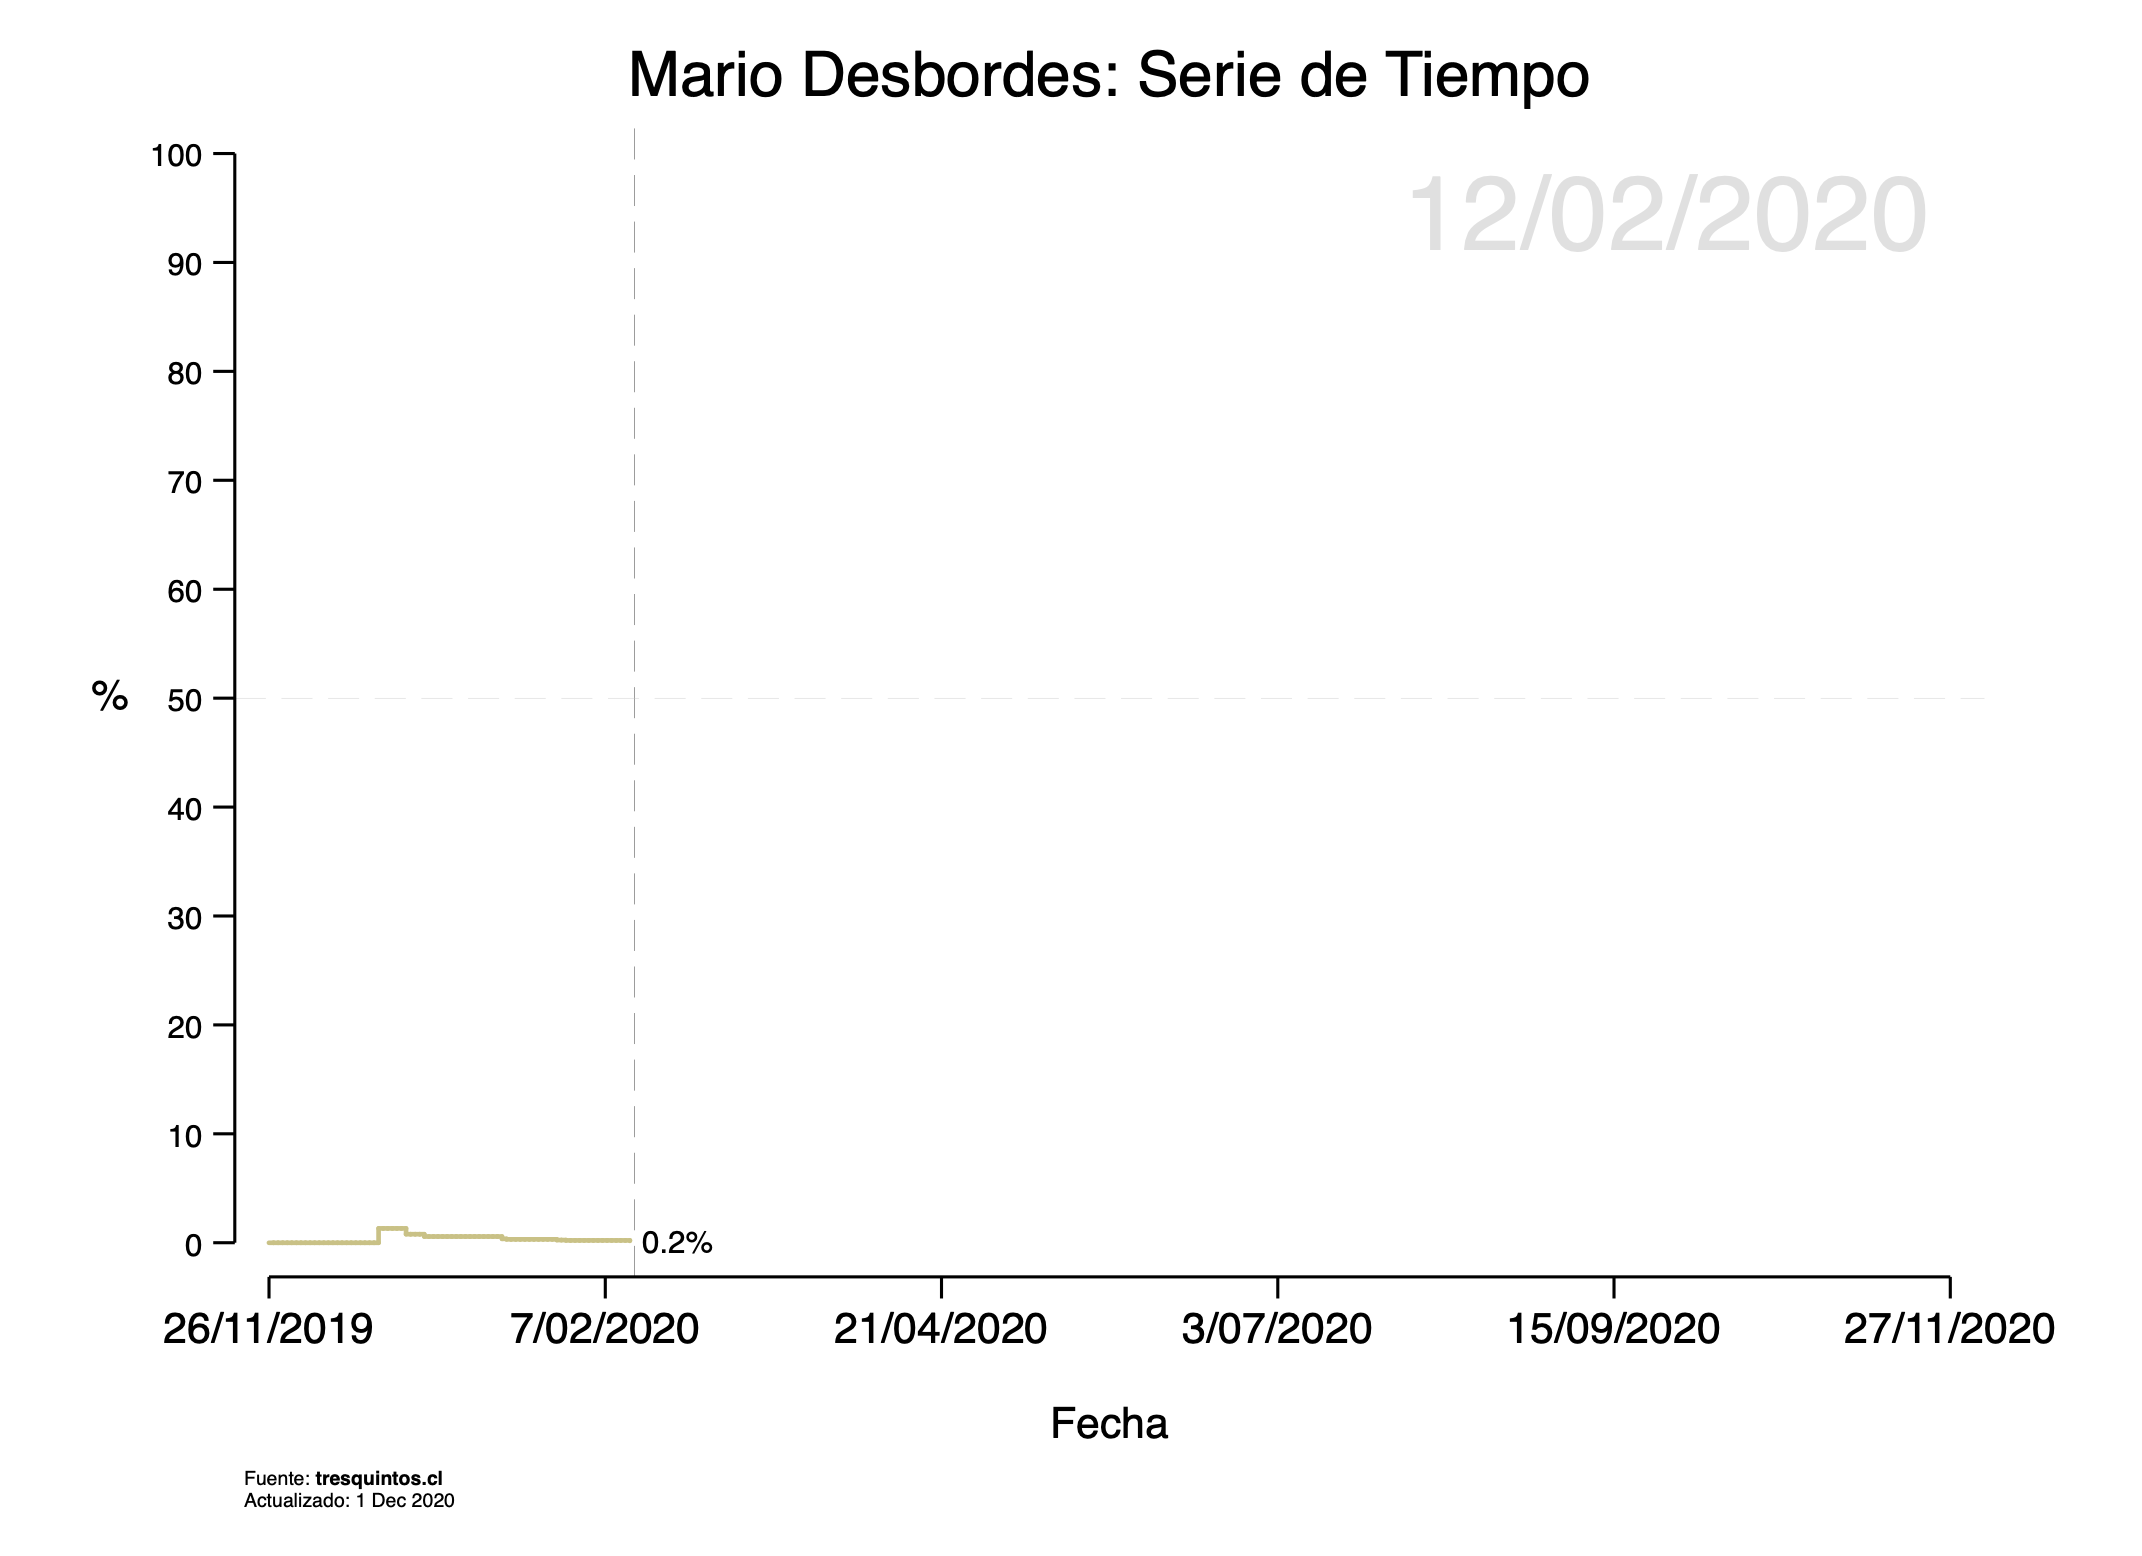 Mario Desbordes: Serie de Tiempo
12/02/2020
100
90
80
70
60
50
40
30
20
10
0
%
0.2%
26/11/2019 7/02/2020 21/04/2020 3/07/2020 15/09/2020 27/11/2020
Fecha
Fuente: tresquintos.cl
Actualizado: 1 Dec 2020